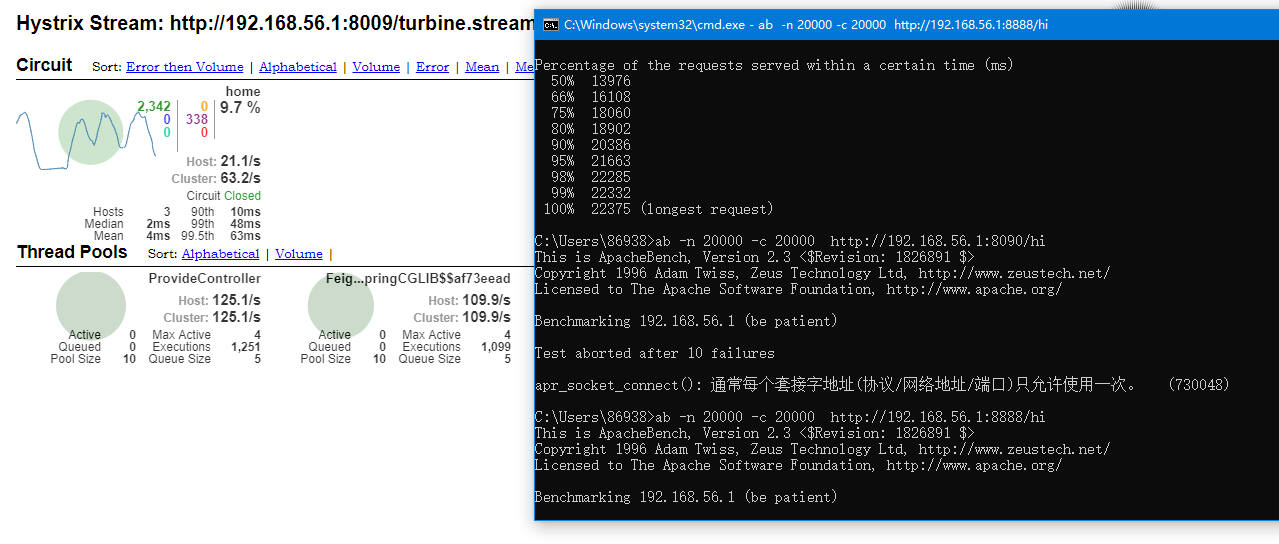 Hystrix Stream: http://192.168.56.1:8009/turbine.stream
Circuit Sort: Error then Volume | Alphabetical | Volume | Error | Mean | Me
home
2,342 0 9.7 %
0 338
0 0
Host: 21.1/s
Cluster: 63.2/s
Circuit Closed
Hosts 3 90th 10ms
Median 2ms 99th 48ms
Mean 4ms 99.5th 63ms
Thread Pools Sort: Alphabetical | Volume |
ProvideController
Host: 125.1/s
Cluster: 125.1/s
Active 0 Max Active 4
Queued 0 Executions 1,251
Pool Size 10 Queue Size 5
Feig...pringCGLIB$$af73eead
Host: 109.9/s
Cluster: 109.9/s
Active 0 Max Active 4
Queued 0 Executions 1,099
Pool Size 10 Queue Size 5
C:\Windows\system32\cmd.exe - ab -n 20000 -c 20000 http://192.168.56.1:8888/hi
Percentage of the requests served within a certain time (ms)
50% 13976
66% 16108
75% 18060
80% 18902
90% 20386
95% 21663
98% 22285
99% 22332
100% 22375 (longest request)
C:\Users\86938>ab -n 20000 -c 20000 http://192.168.56.1:8090/hi
This is ApacheBench, Version 2.3 <$Revision: 1826891 $>
Copyright 1996 Adam Twiss, Zeus Technology Ltd, http://www.zeustech.net/
Licensed to The Apache Software Foundation, http://www.apache.org/
Benchmarking 192.168.56.1 (be patient)
Test aborted after 10 failures
apr_socket_connect(): 通常每个套接字地址(协议/网络地址/端口)只允许使用一次。 (730048)
C:\Users\86938>ab -n 20000 -c 20000 http://192.168.56.1:8888/hi
This is ApacheBench, Version 2.3 <$Revision: 1826891 $>
Copyright 1996 Adam Twiss, Zeus Technology Ltd, http://www.zeustech.net/
Licensed to The Apache Software Foundation, http://www.apache.org/
Benchmarking 192.168.56.1 (be patient)